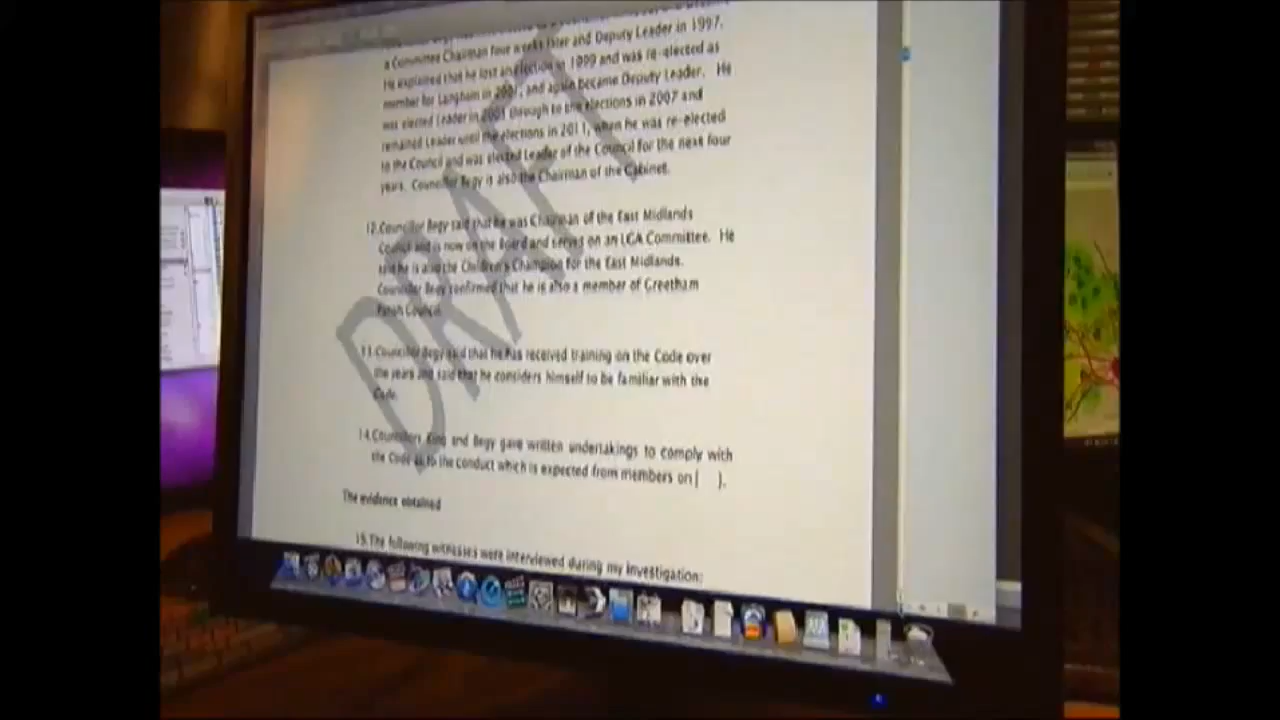 a Committee Chairman four weeks later and Deputy Leader in 1997.
He explained that he lost an election in 1999 and was re-elected as
member for Langham in 2001, and again became Deputy Leader. He
was elected Leader in 2003 through to the elections in 2007 and
remained Leader until the elections in 2011, when he was re-elected
to the Council and was elected Leader of the Council for the next four
years. Councillor Begy is also the Chairman of the Cabinet.
12. Councillor Begy said that he was Chairman of the East Midlands
Council and is now on the Board and serves on an LGA Committee. He
said he is also the Children's Champion for the East Midlands.
Councillor Begy confirmed that he is also a member of Greetham
Parish Council.
13. Councillor Begy said that he has received training on the Code over
the years and said that he considers himself to be familiar with the
Code.
14. Councillors King and Begy gave written undertakings to comply with
the Code as to the conduct which is expected from members on [ ].
The evidence obtained
15. The following witnesses were interviewed during my investigation:
DRAFT